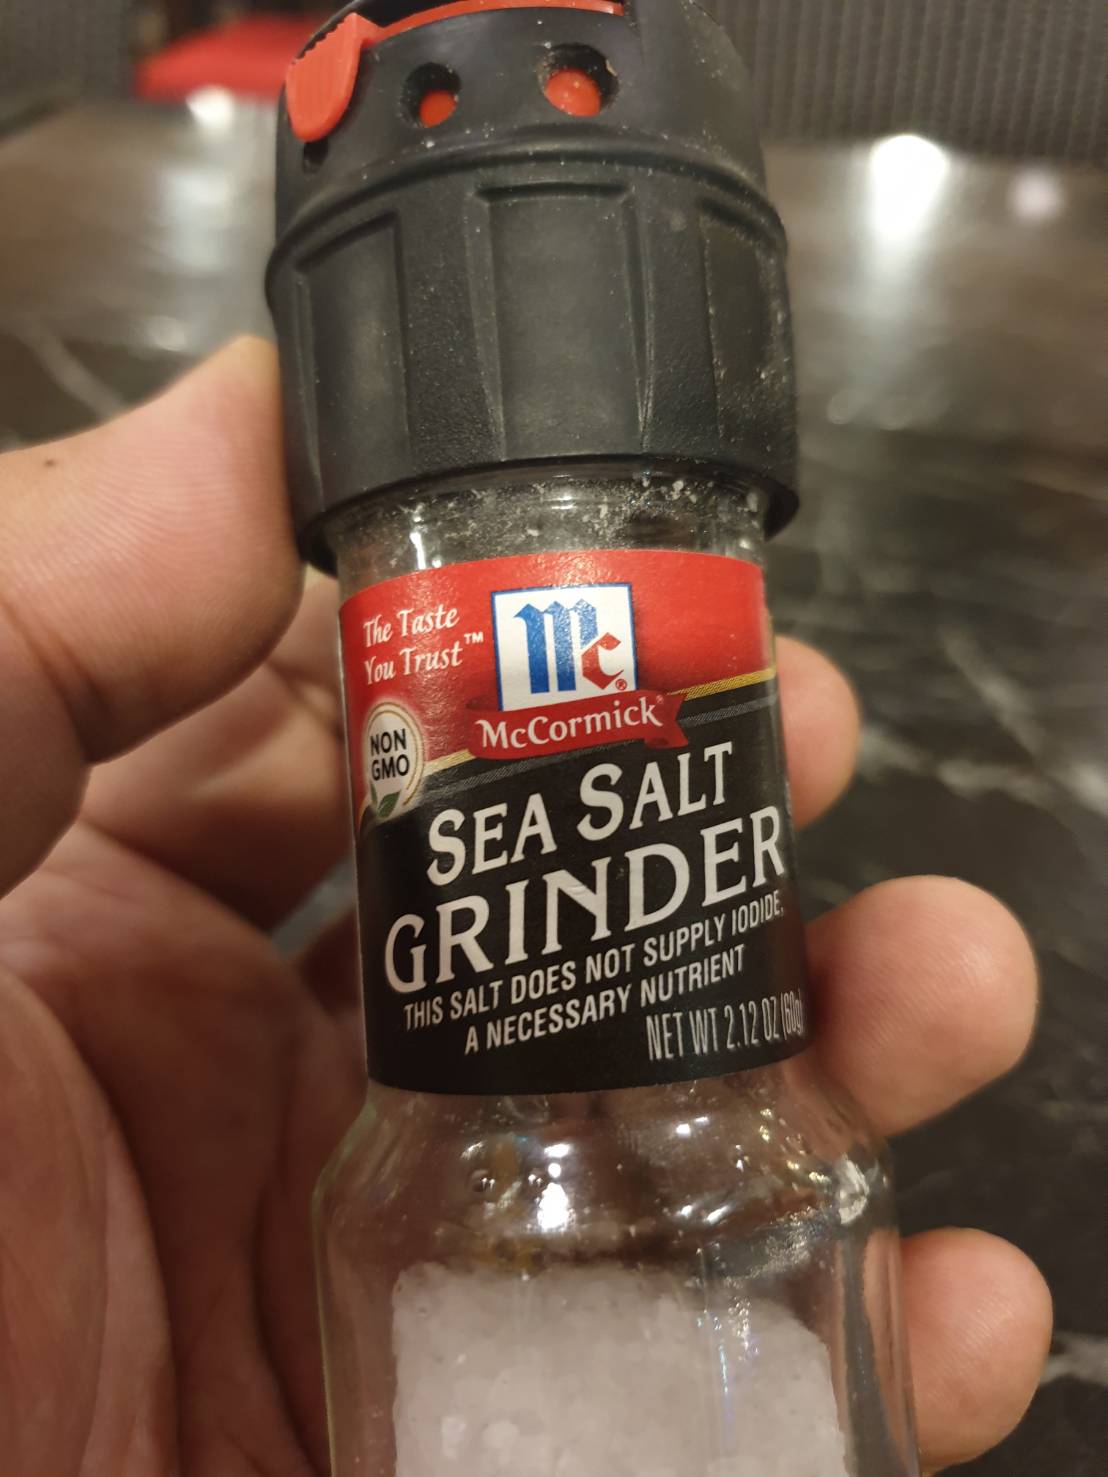 The Taste
You Trust™
Mc®
McCormick
NON
GMO
SEA SALT
GRINDER
THIS SALT DOES NOT SUPPLY IODIDE,
A NECESSARY NUTRIENT
NET WT 2.12 OZ (60g)